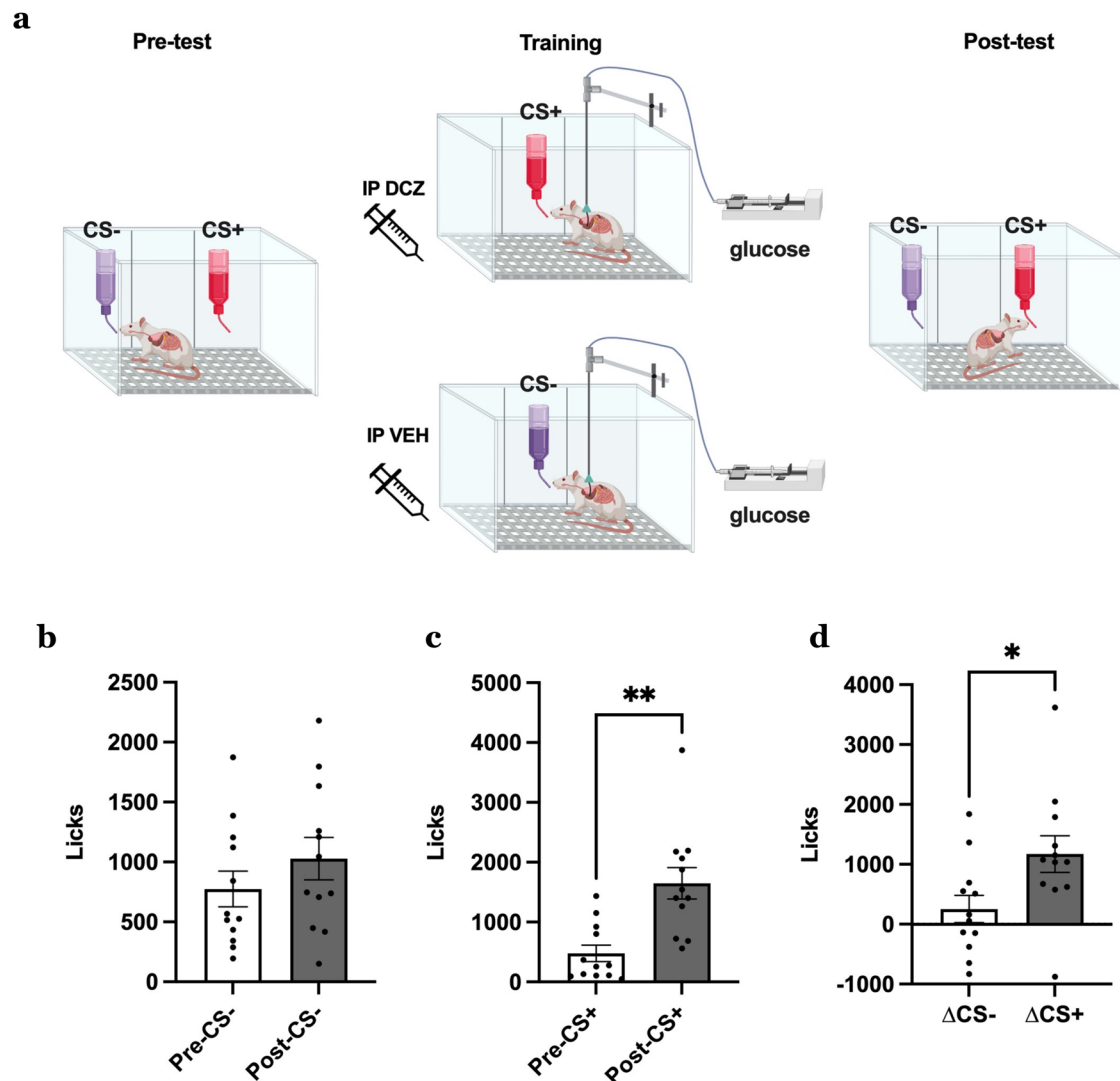 a
Pre-test
Training
Post-test
CS+
IP DCZ
glucose
CS-
CS+
CS-
CS+
CS-
IP VEH
glucose
b
2500
2000
1500
1000
500
0
Licks
Pre-CS-
Post-CS-
c
**
5000
4000
3000
2000
1000
0
Licks
Pre-CS+
Post-CS+
d
*
4000
3000
2000
1000
0
-1000
Licks
ΔCS-
ΔCS+